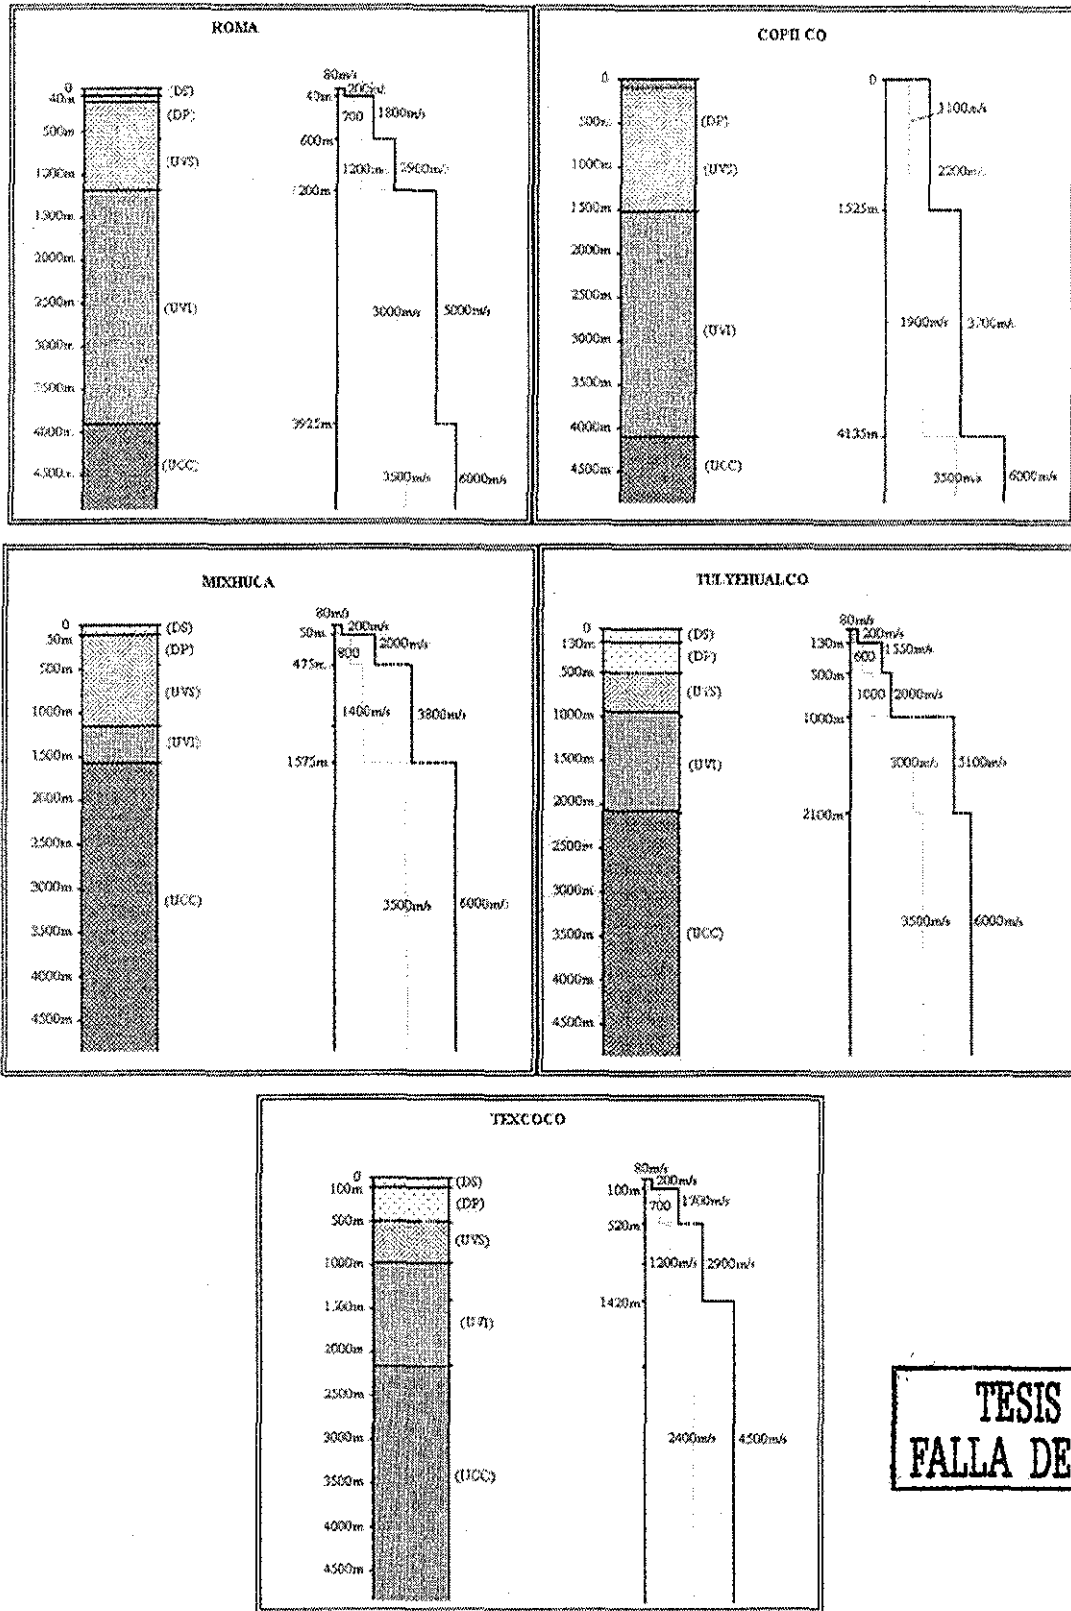 ROMA
0
40m
500m
1500m
2000m
2500m
3000m
4000m
4500m
(DS)
(DP)
(UVS)
(UVI)
(UCC)
80m/s
40m
700
1800m/s
600m
1200m
2900m/s
3000m/s
5000m/s
3925m
3500m/s
6000m/s
COPILCO
0
500m
1000m
1500m
2000m
2500m
3000m
3500m
4000m
4500m
(DP)
(UVS)
(UVI)
(UCC)
0
1100m/s
2200m/s
1525m
1900m/s
3700m/s
4135m
3500m/s
6000m/s
MIXHUCA
0
50m
500m
1000m
1500m
2000m
2500m
3000m
3500m
4000m
4500m
(DS)
(DP)
(UVS)
(UVI)
(UCC)
80m/s
50m
200m/s
800
2000m/s
475m
1400m/s
3800m/s
1575m
3500m/s
6000m/s
TULYEHUALCO
0
130m
500m
1000m
1500m
2000m
2500m
3000m
3500m
4000m
4500m
(DS)
(DP)
(UVS)
(UVI)
(UCC)
80m/s
130m
200m/s
600
1550m/s
500m
1000
2000m/s
1000m
3000m/s
5100m/s
2100m
3500m/s
6000m/s
TEXCOCO
0
100m
500m
1000m
1500m
2000m
2500m
3000m
3500m
4000m
4500m
(DS)
(DP)
(UVS)
(UVI)
(UCC)
80m/s
100m
200m/s
700
1700m/s
520m
1200m/s
2900m/s
1420m
2400m/s
4500m/s
TESIS
FALLA DE